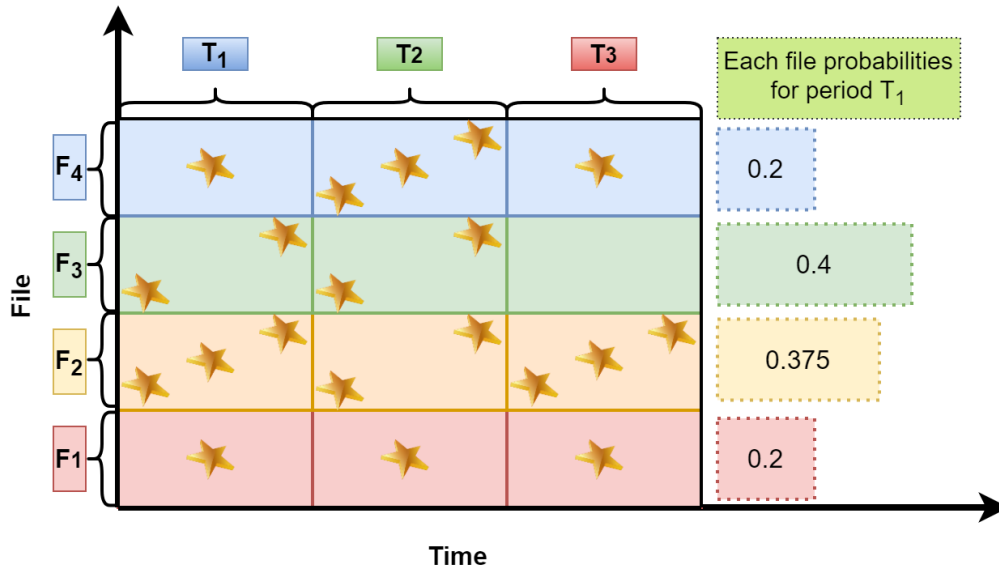 T1
T2
T3
Each file probabilities
for period T1
F4
0.2
F3
0.4
File
F2
0.375
F1
0.2
Time